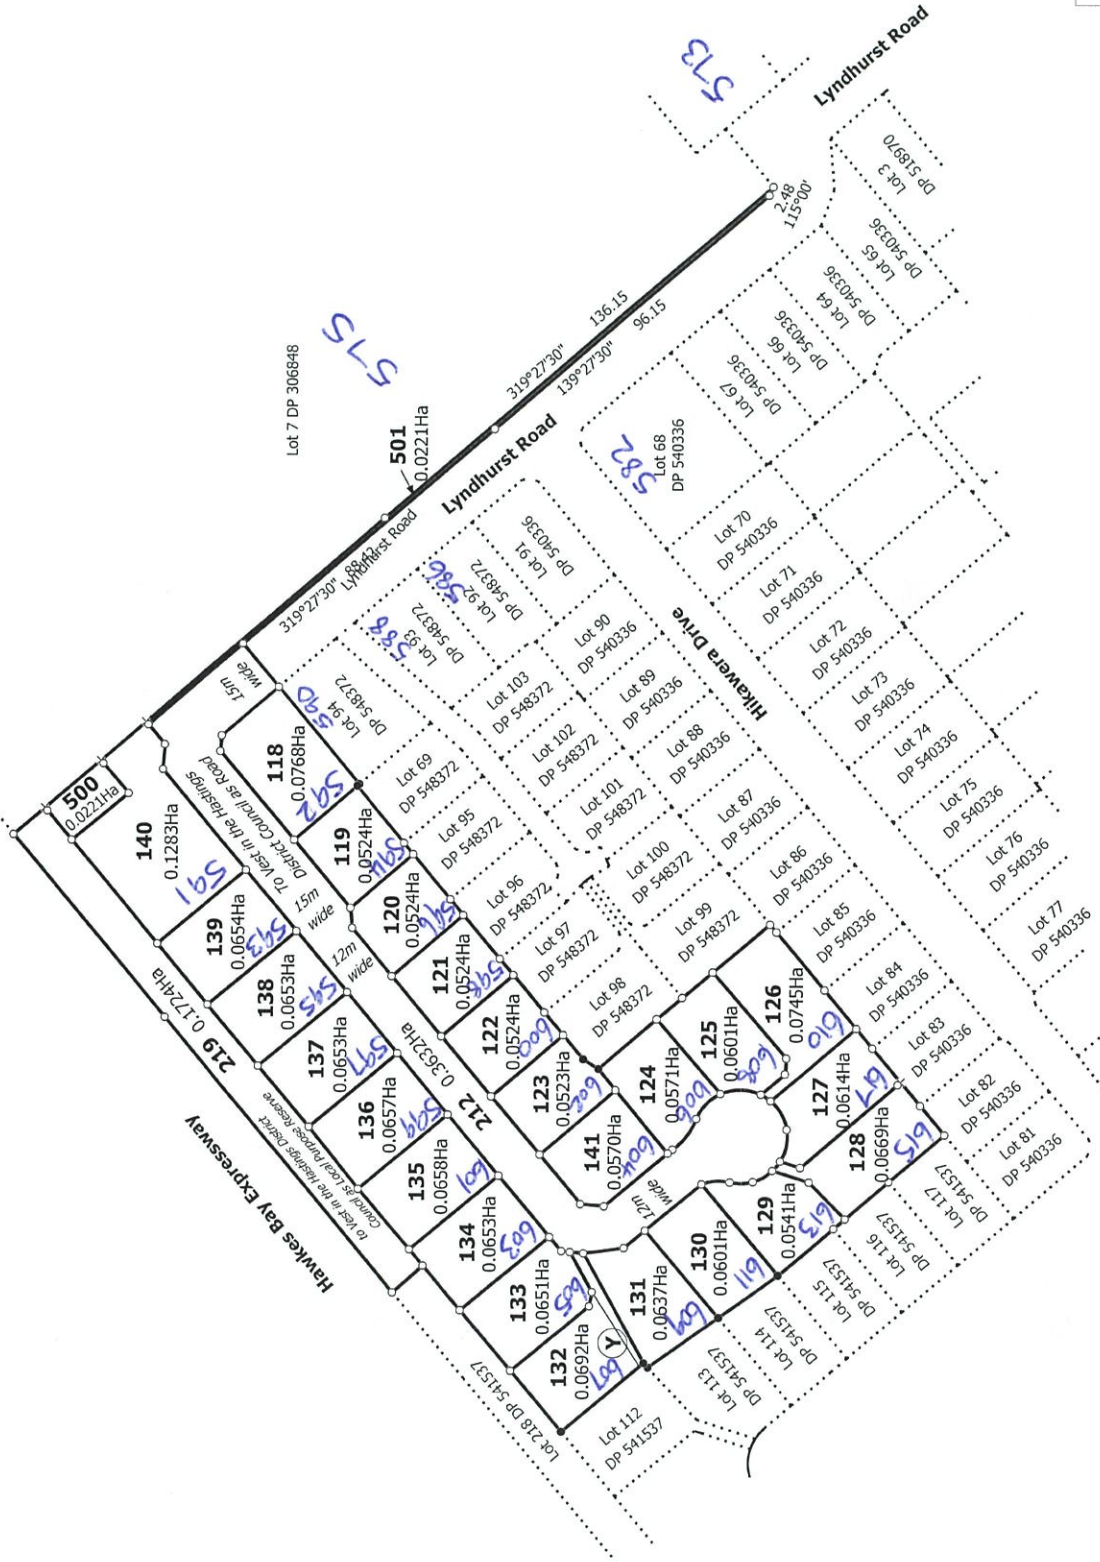 573
Lyndhurst Road
Lot 7 DP 306848
575
2.48
115°00'
Lot 3
DP 518970
Lot 65
DP 540336
Lot 64
DP 540336
Lot 66
DP 540336
Lot 67
DP 540336
136.15
319°27'30"
139°27'30"
96.15
501
0.0221Ha
Lyndhurst Road
582
Lot 68
DP 540336
88.42
319°27'30"
Lyndhurst Road
Lot 91
DP 540336
586
Lot 92
DP 548372
588
Lot 93
DP 548372
590
Lot 94
DP 548372
Lot 70
DP 540336
Lot 71
DP 540336
Lot 72
DP 540336
Lot 73
DP 540336
Lot 74
DP 540336
Lot 75
DP 540336
Lot 76
DP 540336
Lot 77
DP 540336
Hikawera Drive
Lot 90
DP 540336
Lot 89
DP 540336
Lot 88
DP 540336
Lot 87
DP 540336
Lot 86
DP 540336
Lot 85
DP 540336
Lot 84
DP 540336
Lot 83
DP 540336
Lot 82
DP 540336
Lot 81
DP 540336
Lot 103
DP 548372
Lot 102
DP 548372
Lot 101
DP 548372
Lot 100
DP 548372
Lot 99
DP 548372
Lot 98
DP 548372
Lot 69
DP 548372
Lot 95
DP 548372
Lot 96
DP 548372
Lot 97
DP 548372
15m
wide
500
0.0221Ha
140
0.1283Ha
591
139
0.0654Ha
593
138
0.0653Ha
595
137
0.0653Ha
597
136
0.0657Ha
599
135
0.0658Ha
601
134
0.0653Ha
603
133
0.0651Ha
605
132
0.0692Ha
607
Y
To Vest in the Hastings
District Council as Road
15m
wide
12m
wide
212 0.3632Ha
118
0.0768Ha
592
119
0.0524Ha
594
120
0.0524Ha
596
121
0.0524Ha
598
122
0.0524Ha
600
123
0.0523Ha
602
141
0.0570Ha
604
124
0.0571Ha
606
125
0.0601Ha
608
126
0.0745Ha
610
127
0.0614Ha
617
128
0.0669Ha
615
129
0.0541Ha
613
130
0.0601Ha
611
131
0.0637Ha
609
12m
wide
219 0.1724Ha
to Vest in the Hastings District
Council as Local Purpose Reserve
Hawkes Bay Expressway
Lot 218 DP 541537
Lot 112
DP 541537
Lot 113
DP 541537
Lot 114
DP 541537
Lot 115
DP 541537
Lot 116
DP 541537
Lot 117
DP 541537